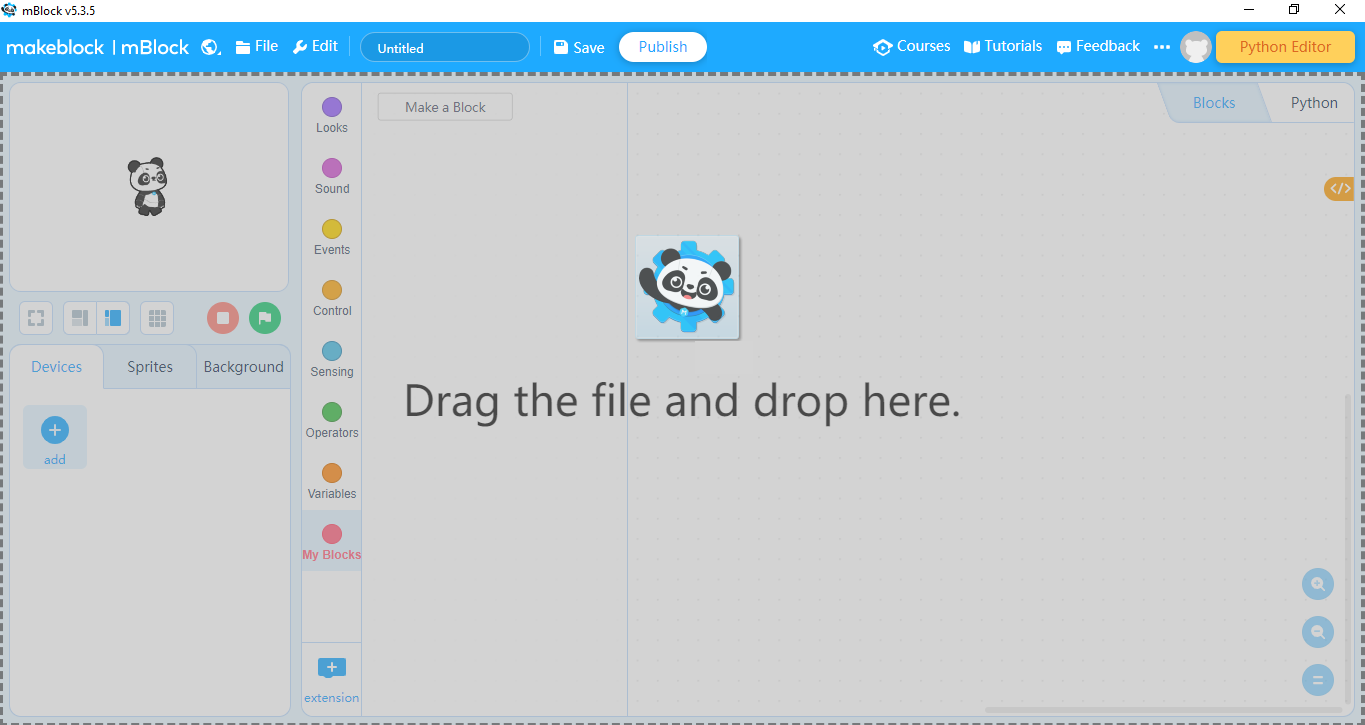 mBlock v5.3.5
makeblock | mBlock
File
Edit
Untitled
Save
Publish
Courses
Tutorials
Feedback
Python Editor
Looks
Sound
Events
Control
Sensing
Operators
Variables
My Blocks
extension
Make a Block
Blocks
Python
</>
Devices
Sprites
Background
add
Drag the file and drop here.